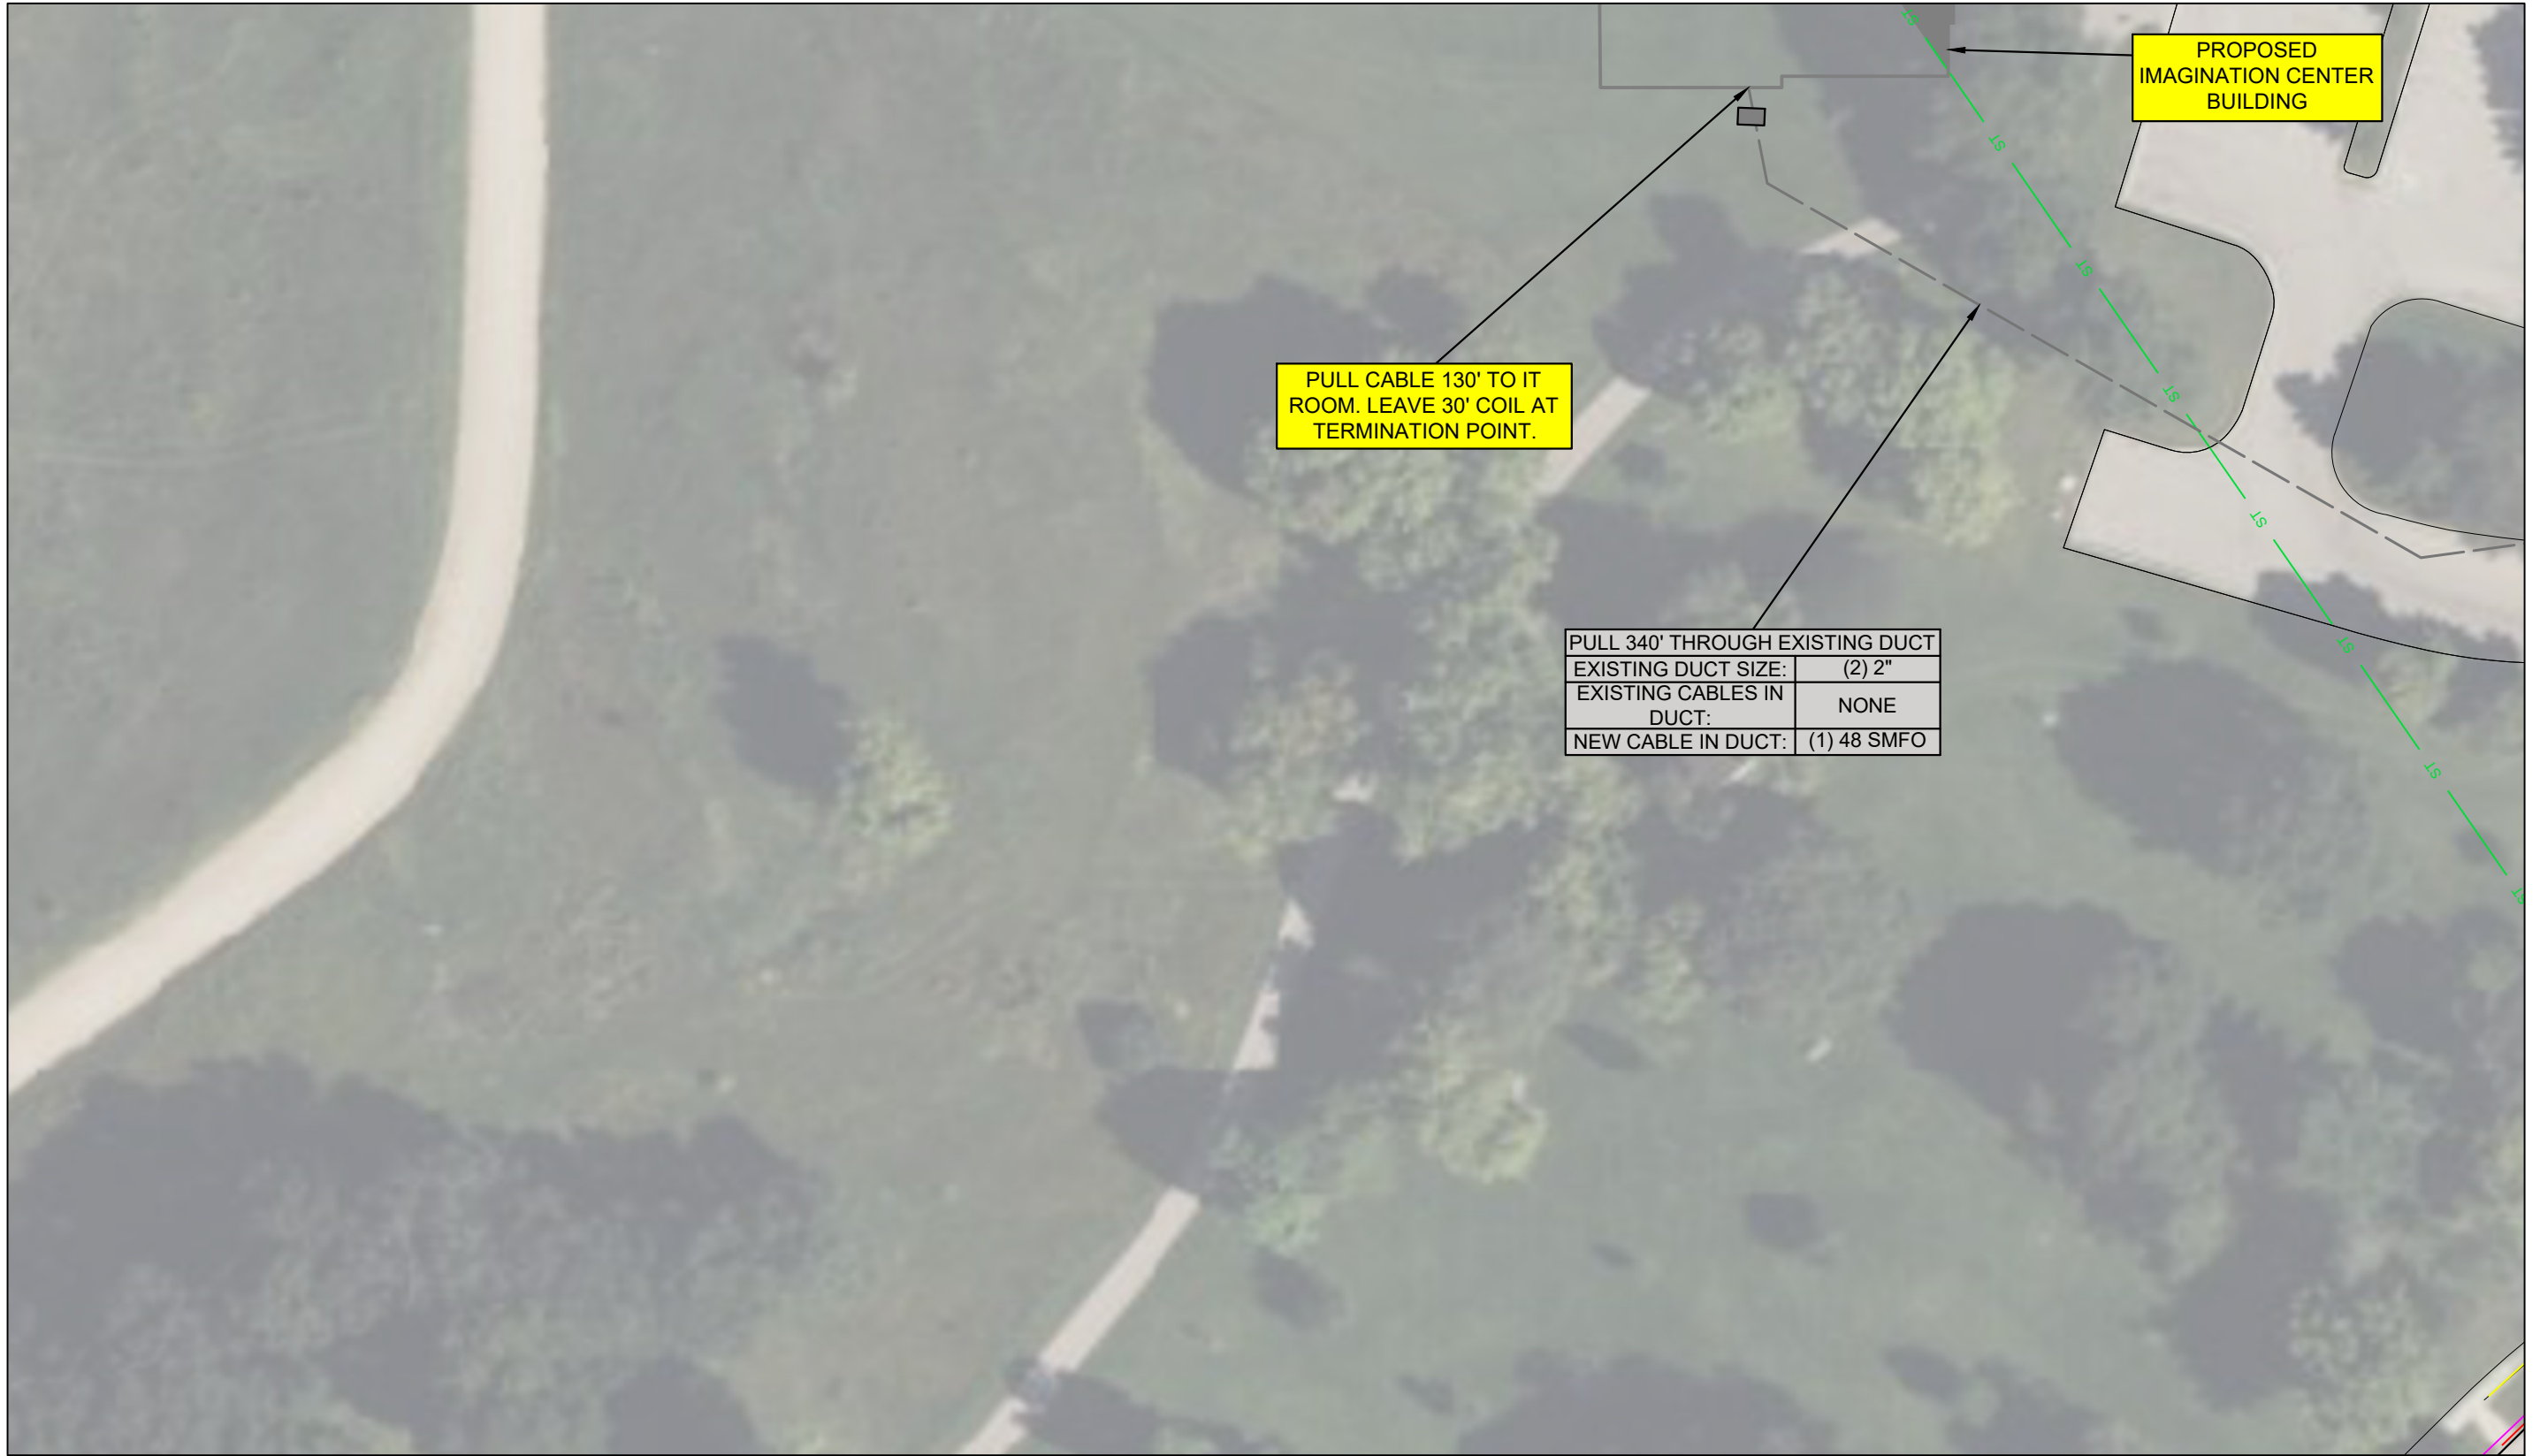 ST
PROPOSED
IMAGINATION CENTER
BUILDING
ST
ST
PULL CABLE 130' TO IT
ROOM. LEAVE 30' COIL AT
TERMINATION POINT.
ST
ST
PULL 340' THROUGH EXISTING DUCT
EXISTING DUCT SIZE: (2) 2"
EXISTING CABLES IN
DUCT: NONE
NEW CABLE IN DUCT: (1) 48 SMFO
ST
ST
ST